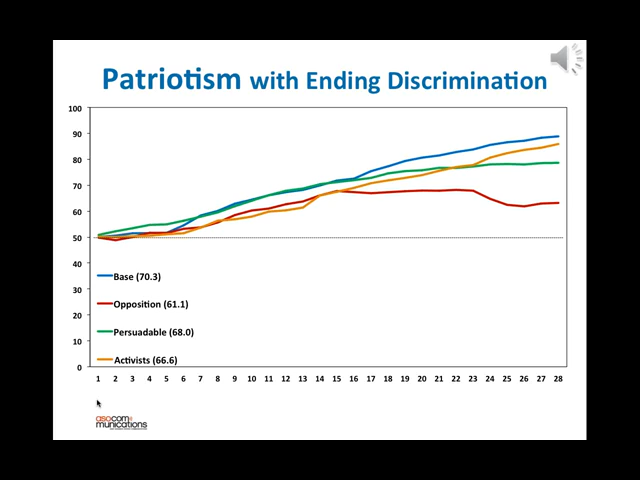 Patriotism with Ending Discrimination
100
90
80
70
60
50
40
30
20
10
0
Base (70.3)
Opposition (61.1)
Persuadable (68.0)
Activists (66.6)
1 2 3 4 5 6 7 8 9 10 11 12 13 14 15 16 17 18 19 20 21 22 23 24 25 26 27 28
asocom+
munications